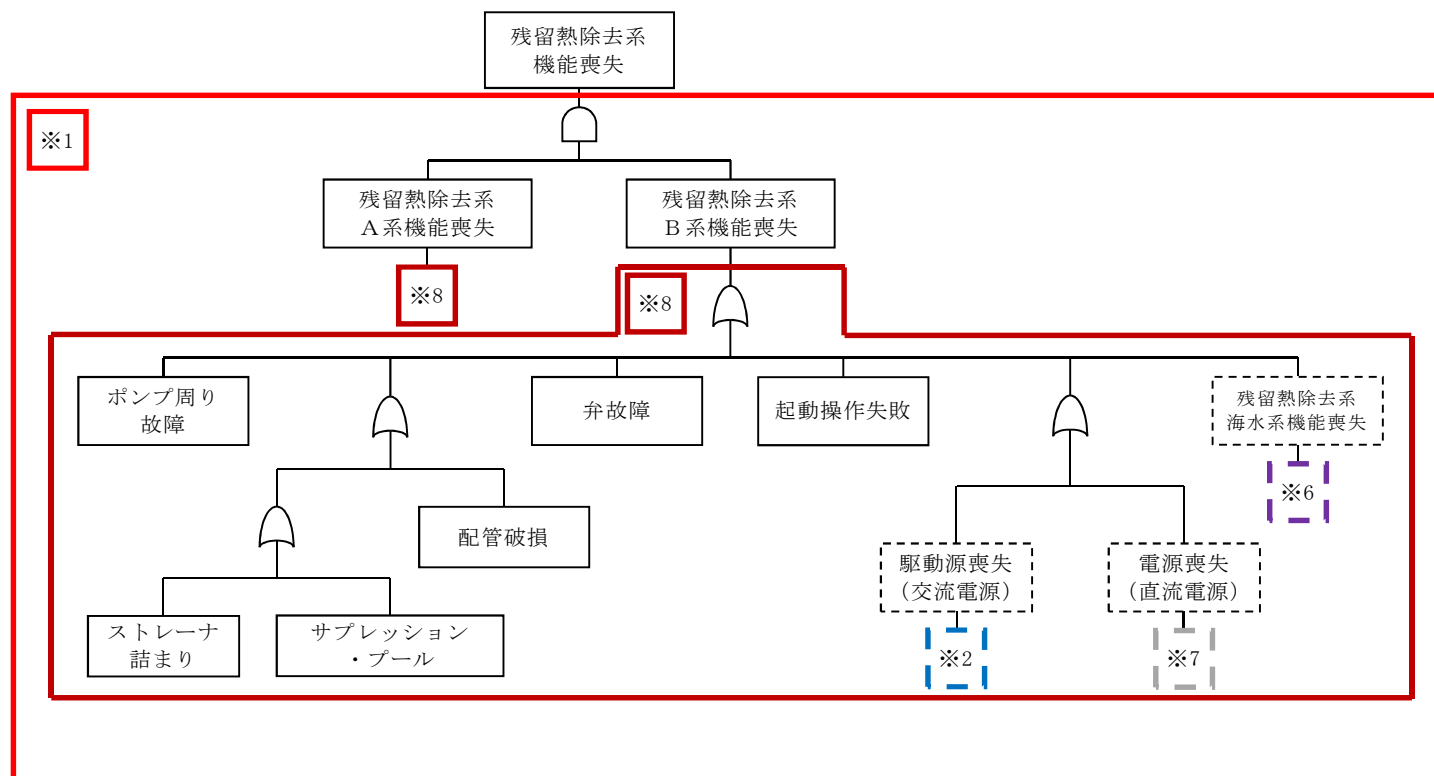 残留熱除去系
機能喪失
※1
残留熱除去系
A系機能喪失
残留熱除去系
B系機能喪失
※8
※8
ポンプ周り
故障
弁故障
起動操作失敗
残留熱除去系
海水系機能喪失
※6
配管破損
駆動源喪失
(交流電源)
電源喪失
(直流電源)
ストレーナ
詰まり
サプレッション
・プール
※2
※7